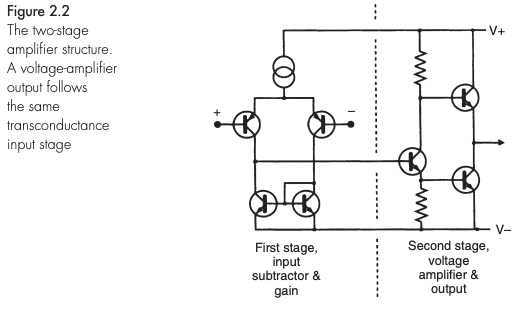 Figure 2.2
The two-stage
amplifier structure.
A voltage-amplifier
output follows
the same
transconductance
input stage
V+
+
–
V–
First stage,
input
subtractor &
gain
Second stage,
voltage
amplifier &
output